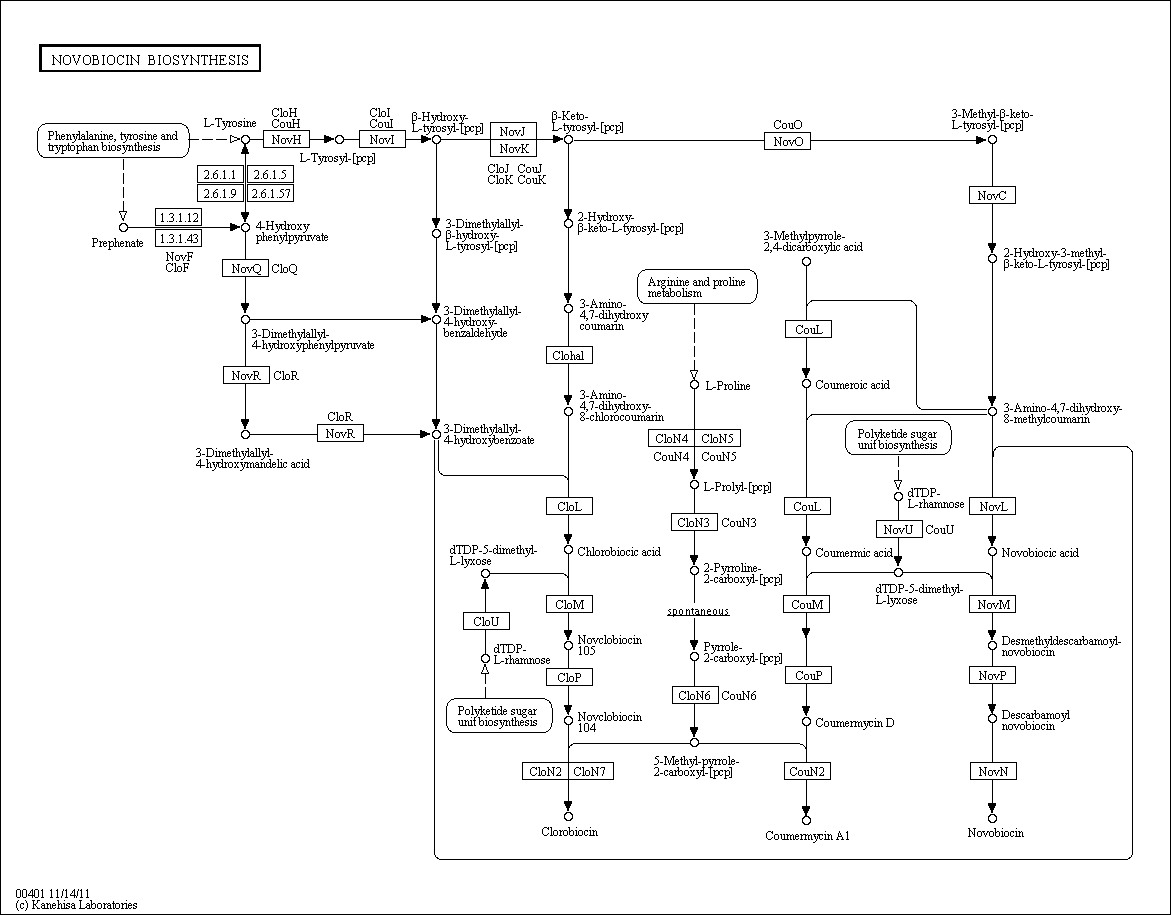 NOVOBIOCIN BIOSYNTHESIS
Phenylalanine, tyrosine and
tryptophan biosynthesis
L-Tyrosine
CloH
CouH
NovH
L-Tyrosyl-[pcp]
CloI
CouI
NovI
β-Hydroxy-
L-tyrosyl-[pcp]
NovJ
NovK
CloJ CouJ
CloK CouK
β-Keto-
L-tyrosyl-[pcp]
CouO
NovO
3-Methyl-β-keto-
L-tyrosyl-[pcp]
2.6.1.1
2.6.1.5
2.6.1.9
2.6.1.57
Prephenate
1.3.1.12
1.3.1.43
NovF
CloF
4-Hydroxy
phenylpyruvate
NovQ
CloQ
3-Dimethylallyl-
4-hydroxyphenylpyruvate
NovR
CloR
3-Dimethylallyl-
4-hydroxymandelic acid
CloR
NovR
3-Dimethylallyl-
β-hydroxy-
L-tyrosyl-[pcp]
3-Dimethylallyl-
4-hydroxy-
benzaldehyde
3-Dimethylallyl-
4-hydroxybenzoate
2-Hydroxy-
β-keto-L-tyrosyl-[pcp]
3-Amino-
4,7-dihydroxy
coumarin
Clohal
3-Amino-
4,7-dihydroxy-
8-chlorocoumarin
CloL
Chlorobiocic acid
dTDP-5-dimethyl-
L-lyxose
CloU
dTDP-
L-rhamnose
Polyketide sugar
unit biosynthesis
CloM
Novclobiocin
105
CloP
Novclobiocin
104
CloN2
CloN7
Clorobiocin
Arginine and proline
metabolism
L-Proline
CloN4
CloN5
CouN4
CouN5
L-Prolyl-[pcp]
CloN3
CouN3
2-Pyrroline-
2-carboxyl-[pcp]
spontaneous
Pyrrole-
2-carboxyl-[pcp]
CloN6
CouN6
5-Methyl-pyrrole-
2-carboxyl-[pcp]
3-Methylpyrrole-
2,4-dicarboxylic acid
CouL
Coumeroic acid
CouL
Coumermic acid
CouM
CouP
Coumermycin D
CouN2
Coumermycin A1
Polyketide sugar
unit biosynthesis
dTDP-
L-rhamnose
NovU
CouU
dTDP-5-dimethyl-
L-lyxose
NovC
2-Hydroxy-3-methyl-
β-keto-L-tyrosyl-[pcp]
3-Amino-4,7-dihydroxy-
8-methylcoumarin
NovL
Novobiocic acid
NovM
Desmethyldescarbamoyl-
novobiocin
NovP
Descarbamoyl
novobiocin
NovN
Novobiocin
00401 11/14/11
(c) Kanehisa Laboratories